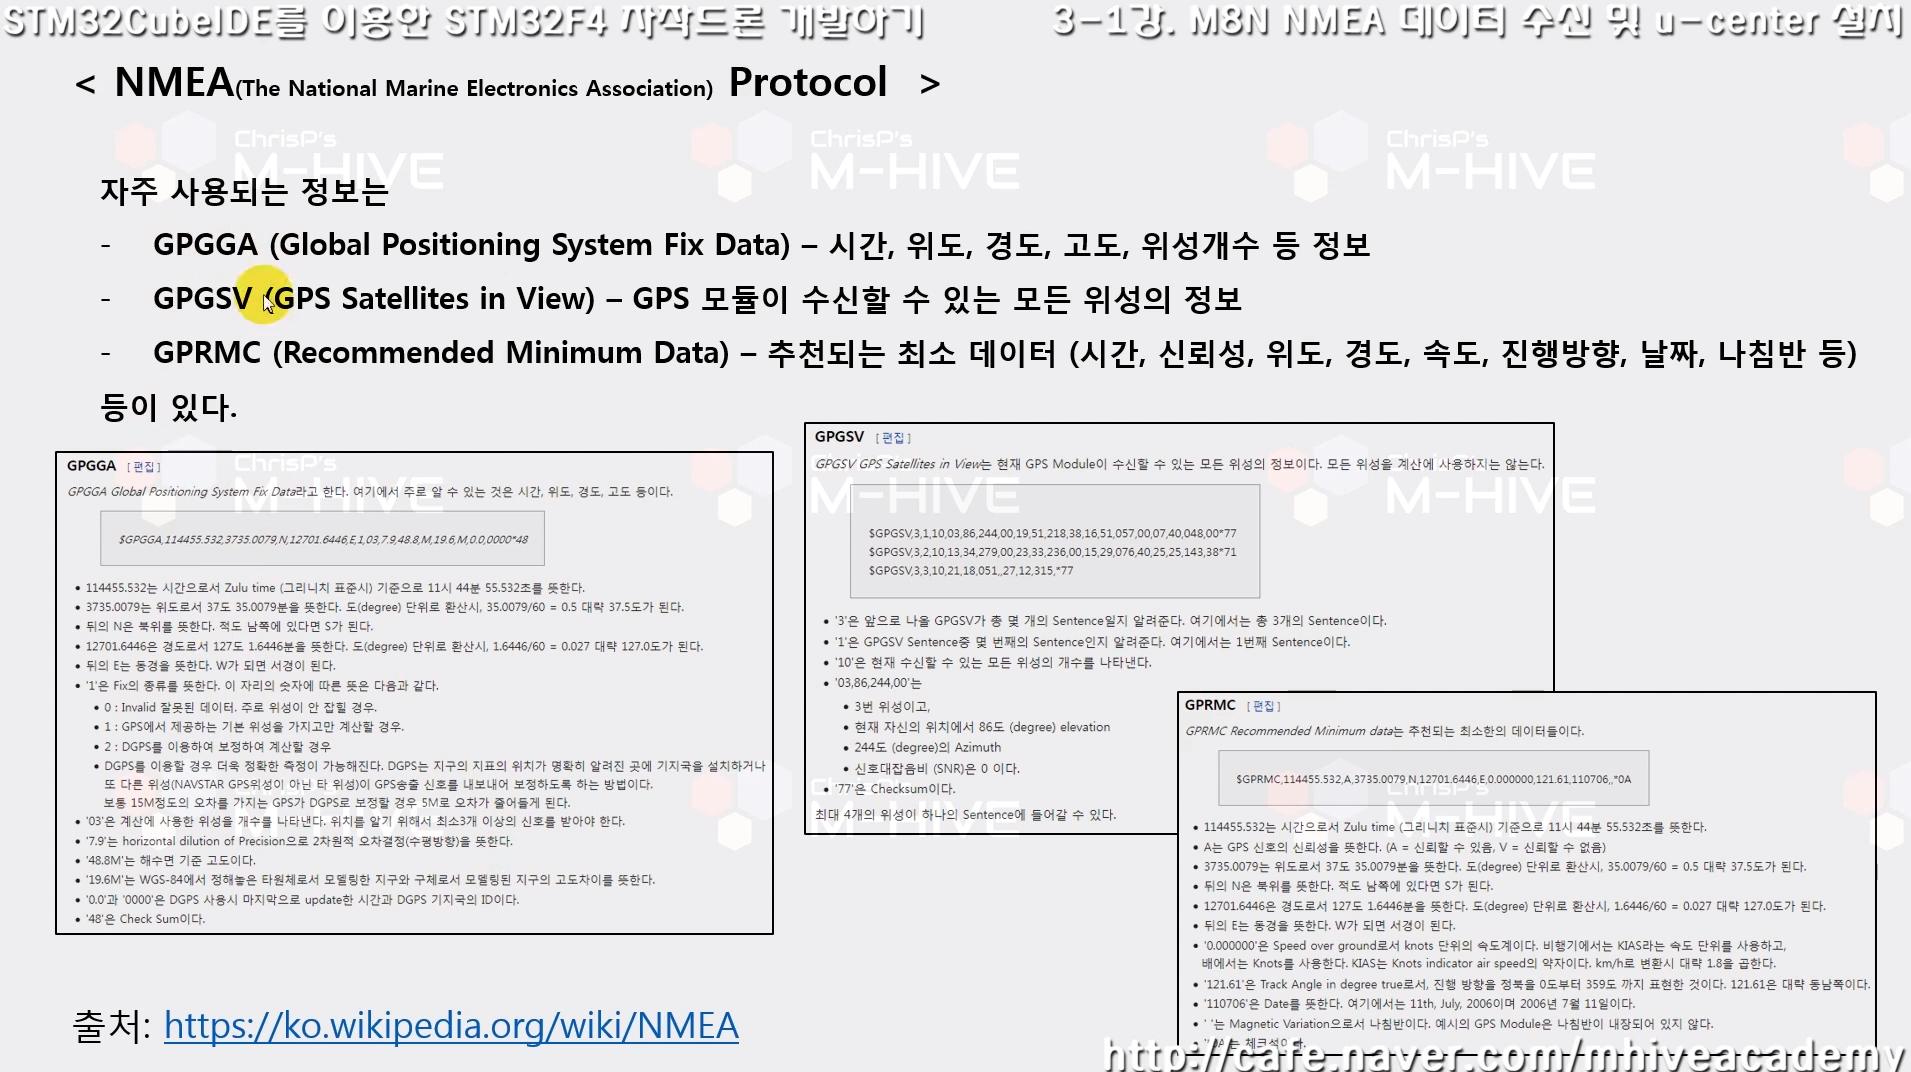 STM32CubeIDE를 이용한 STM32F4 자작드론 개발하기
3-1강. M8N NMEA 데이터 수신 및 u-center 설치
< NMEA(The National Marine Electronics Association) Protocol >
ChrisP's
M-HIVE
ChrisP's
M-HIVE
ChrisP's
M-HIVE
자주 사용되는 정보는
- GPGGA (Global Positioning System Fix Data) – 시간, 위도, 경도, 고도, 위성개수 등 정보
- GPGSV (GPS Satellites in View) – GPS 모듈이 수신할 수 있는 모든 위성의 정보
- GPRMC (Recommended Minimum Data) – 추천되는 최소 데이터 (시간, 신뢰성, 위도, 경도, 속도, 진행방향, 날짜, 나침반 등)
등이 있다.
GPGGA [편집]
GPGGA Global Positioning System Fix Data라고 한다. 여기에서 주로 알 수 있는 것은 시간, 위도, 경도, 고도 등이다.
$GPGGA,114455.532,3735.0079,N,12701.6446,E,1,03,7.9,48.8,M,19.6,M,0.0,0000*48
• 114455.532는 시간으로서 Zulu time (그리니치 표준시) 기준으로 11시 44분 55.532초를 뜻한다.
• 3735.0079는 위도로서 37도 35.0079분을 뜻한다. 도(degree) 단위로 환산시, 35.0079/60 = 0.5 대략 37.5도가 된다.
• 뒤의 N은 북위를 뜻한다. 적도 남쪽에 있다면 S가 된다.
• 12701.6446은 경도로서 127도 1.6446분을 뜻한다. 도(degree) 단위로 환산시, 1.6446/60 = 0.027 대략 127.0도가 된다.
• 뒤의 E는 동경을 뜻한다. W가 되면 서경이 된다.
• '1'은 Fix의 종류를 뜻한다. 이 자리의 숫자에 따른 뜻은 다음과 같다.
• 0 : Invalid 잘못된 데이터. 주로 위성이 안 잡힐 경우.
• 1 : GPS에서 제공하는 기본 위성을 가지고만 계산할 경우.
• 2 : DGPS를 이용하여 보정하여 계산할 경우
• DGPS를 이용할 경우 더욱 정확한 측정이 가능해진다. DGPS는 지구의 지표의 위치가 명확히 알려진 곳에 기지국을 설치하거나
또 다른 위성(NAVSTAR GPS위성이 아닌 타 위성)이 GPS송출 신호를 내보내어 보정하도록 하는 방법이다.
보통 15M정도의 오차를 가지는 GPS가 DGPS로 보정할 경우 5M로 오차가 줄어들게 된다.
• '03'은 계산에 사용한 위성을 개수를 나타낸다. 위치를 알기 위해서 최소3개 이상의 신호를 받아야 한다.
• '7.9'는 horizontal dilution of Precision으로 2차원적 오차결정(수평방향)을 뜻한다.
• '48.8M'는 해수면 기준 고도이다.
• '19.6M'는 WGS-84에서 정해놓은 타원체로서 모델링한 지구와 구체로서 모델링된 지구의 고도차이를 뜻한다.
• '0.0'과 '0000'은 DGPS 사용시 마지막으로 update한 시간과 DGPS 기지국의 ID이다.
• '48'은 Check Sum이다.
GPGSV [편집]
GPGSV GPS Satellites in View는 현재 GPS Module이 수신할 수 있는 모든 위성의 정보이다. 모든 위성을 계산에 사용하지는 않는다.
$GPGSV,3,1,10,03,86,244,00,19,51,218,38,16,51,057,00,07,40,048,00*77
$GPGSV,3,2,10,13,34,279,00,23,33,236,00,15,29,076,40,25,25,143,38*71
$GPGSV,3,3,10,21,18,051,,27,12,315,*77
• '3'은 앞으로 나올 GPGSV가 총 몇 개의 Sentence일지 알려준다. 여기에서는 총 3개의 Sentence이다.
• '1'은 GPGSV Sentence중 몇 번째의 Sentence인지 알려준다. 여기에서는 1번째 Sentence이다.
• '10'은 현재 수신할 수 있는 모든 위성의 개수를 나타낸다.
• '03,86,244,00'는
• 3번 위성이고,
• 현재 자신의 위치에서 86도 (degree) elevation
• 244도 (degree)의 Azimuth
• 신호대잡음비 (SNR)은 0 이다.
• '77'은 Checksum이다.
최대 4개의 위성이 하나의 Sentence에 들어갈 수 있다.
GPRMC [편집]
GPRMC Recommended Minimum data는 추천되는 최소한의 데이터들이다.
$GPRMC,114455.532,A,3735.0079,N,12701.6446,E,0.000000,121.61,110706,,*0A
• 114455.532는 시간으로서 Zulu time (그리니치 표준시) 기준으로 11시 44분 55.532초를 뜻한다.
• A는 GPS 신호의 신뢰성을 뜻한다. (A = 신뢰할 수 있음, V = 신뢰할 수 없음)
• 3735.0079는 위도로서 37도 35.0079분을 뜻한다. 도(degree) 단위로 환산시, 35.0079/60 = 0.5 대략 37.5도가 된다.
• 뒤의 N은 북위를 뜻한다. 적도 남쪽에 있다면 S가 된다.
• 12701.6446은 경도로서 127도 1.6446분을 뜻한다. 도(degree) 단위로 환산시, 1.6446/60 = 0.027 대략 127.0도가 된다.
• 뒤의 E는 동경을 뜻한다. W가 되면 서경이 된다.
• '0.000000'은 Speed over ground로서 knots 단위의 속도계이다. 비행기에서는 KIAS라는 속도 단위를 사용하고,
배에서는 Knots를 사용한다. KIAS는 Knots indicator air speed의 약자이다. km/h로 변환시 대략 1.8을 곱한다.
• '121.61'은 Track Angle in degree true로서, 진행 방향을 정북을 0도부터 359도 까지 표현한 것이다. 121.61은 대략 동남쪽이다.
• '110706'은 Date를 뜻한다. 여기에서는 11th, July, 2006이며 2006년 7월 11일이다.
• ' '는 Magnetic Variation으로서 나침반이다. 예시의 GPS Module은 나침반이 내장되어 있지 않다.
출처: https://ko.wikipedia.org/wiki/NMEA
http://cafe.naver.com/mhiveacademy